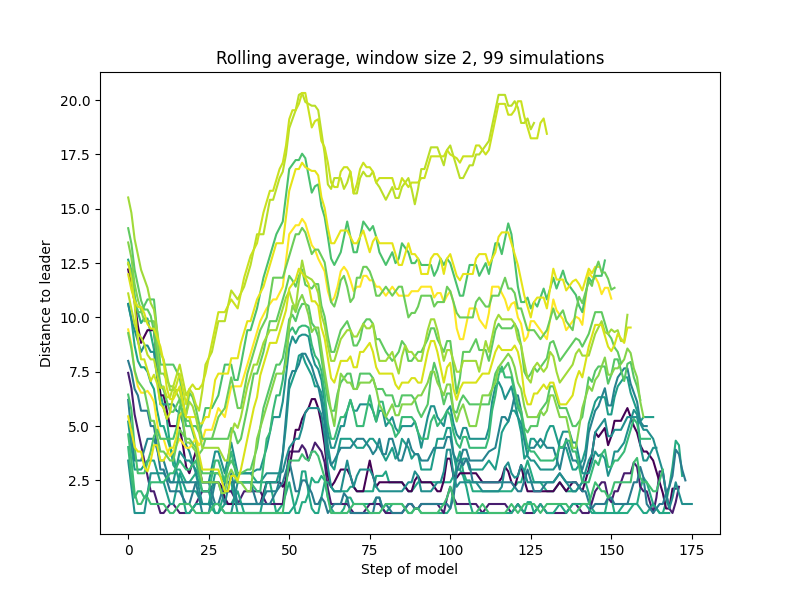 Rolling average, window size 2, 99 simulations
20.0
17.5
15.0
12.5
10.0
7.5
5.0
2.5
Distance to leader
0 25 50 75 100 125 150 175
Step of model